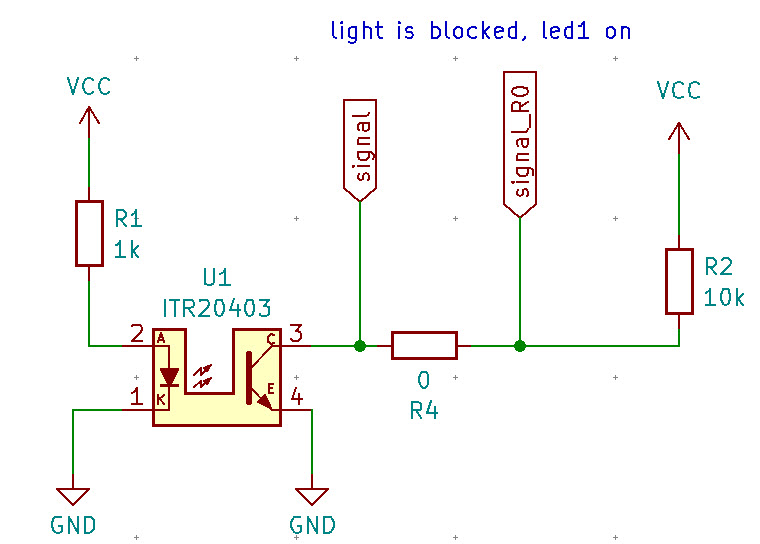 light is blocked, led1 on
VCC
VCC
signal
signal_R0
R1
1k
R2
10k
U1
ITR20403
2
A
C
3
1
K
E
4
0
R4
GND
GND